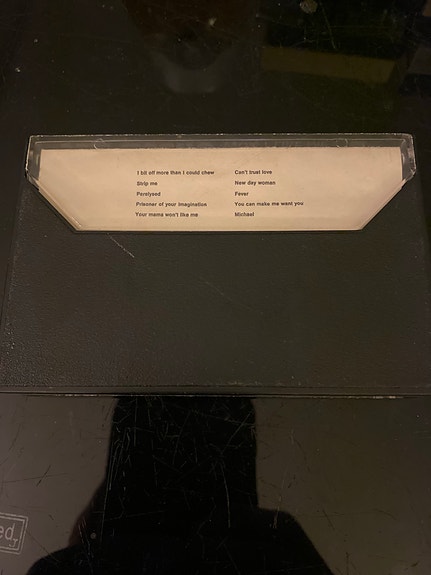 I bit off more than I could chew
Strip me
Paralysed
Prisoner of your imagination
Your mama won't like me
Can't trust love
New day woman
Fever
You can make me want you
Michael
ed